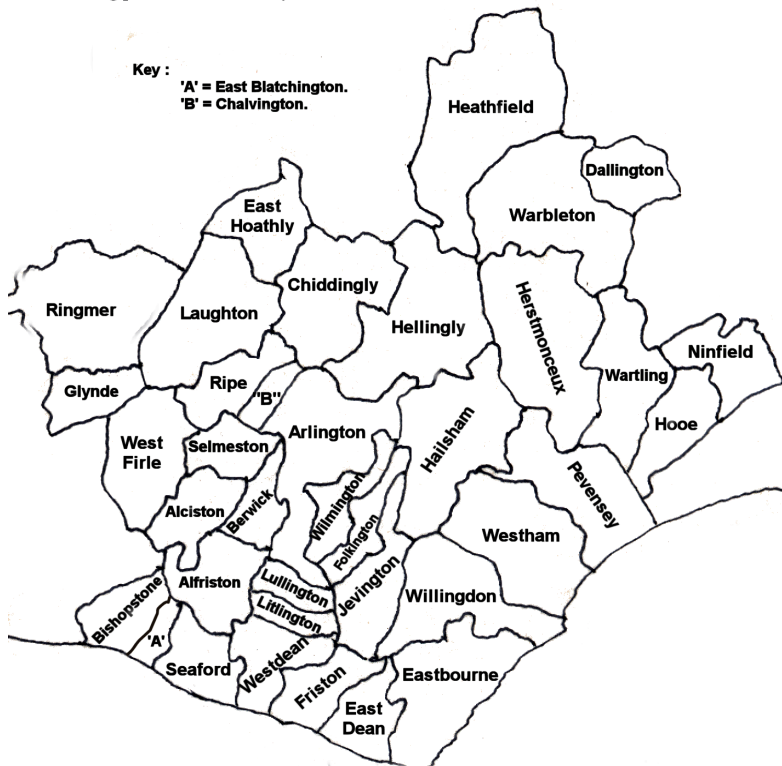 Key :
'A' = East Blatchington.
'B' = Chalvington.
Heathfield
Dallington
East
Hoathly
Warbleton
Chiddingly
Ringmer
Laughton
Hellingly
Herstmonceux
Ninfield
Wartling
Glynde
Ripe
"B"
Hooe
West
Firle
Selmeston
Arlington
Hailsham
Pevensey
Alciston
Berwick
Wilmington
Folkington
Westham
Alfriston
Lullington
Jevington
Willingdon
Bishopstone
Litlington
'A'
Seaford
Westdean
Friston
Eastbourne
East
Dean